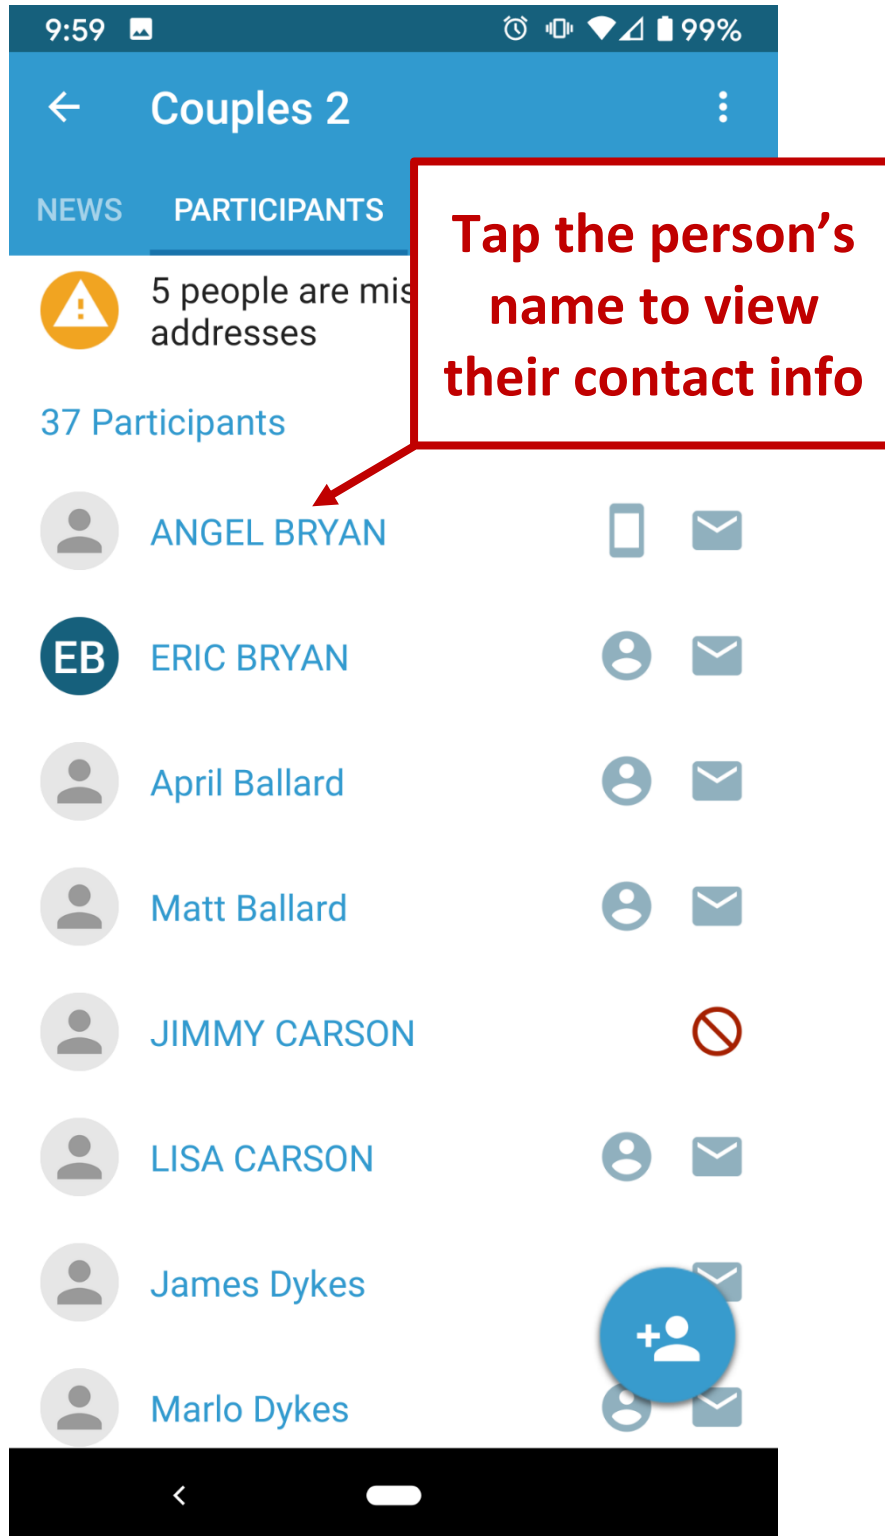 9:59 99%
Couples 2
NEWS PARTICIPANTS
Tap the person’s
name to view
their contact info
5 people are mis
addresses
37 Participants
ANGEL BRYAN
EB ERIC BRYAN
April Ballard
Matt Ballard
JIMMY CARSON
LISA CARSON
James Dykes
Marlo Dykes